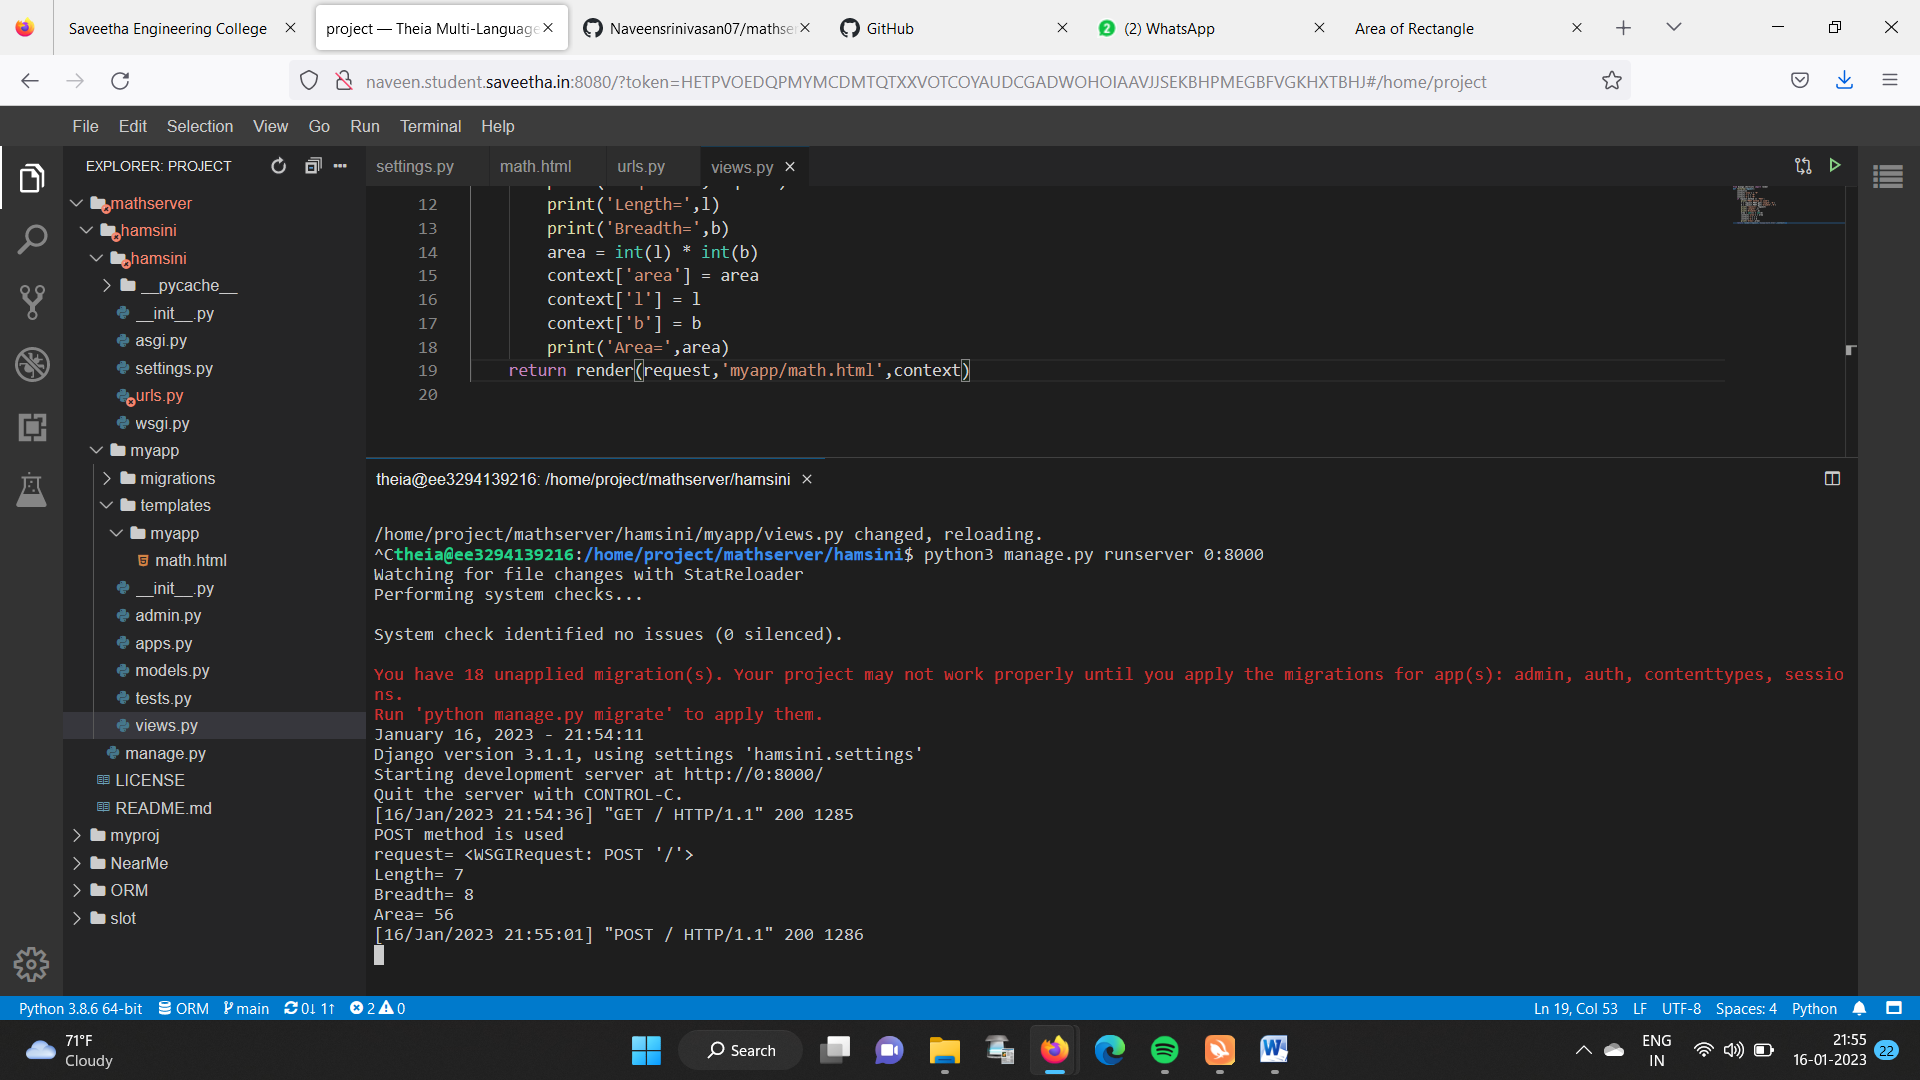 Saveetha Engineering College
project — Theia Multi-Language
Naveensrinivasan07/mathser
GitHub
(2) WhatsApp
Area of Rectangle
naveen.student.saveetha.in:8080/?token=HETPVOEDQPMYMCDMTQTXXVOTCOYAUDCGADWOHOIAAVJJSEKBHPMEGBFVGKHXTBHJ#/home/project
File Edit Selection View Go Run Terminal Help
EXPLORER: PROJECT
mathserver
hamsini
hamsini
__pycache__
__init__.py
asgi.py
settings.py
urls.py
wsgi.py
myapp
migrations
templates
myapp
math.html
__init__.py
admin.py
apps.py
models.py
tests.py
views.py
manage.py
LICENSE
README.md
myproj
NearMe
ORM
slot
settings.py math.html urls.py views.py
12 print('Length=',l)
13 print('Breadth=',b)
14 area = int(l) * int(b)
15 context['area'] = area
16 context['l'] = l
17 context['b'] = b
18 print('Area=',area)
19 return render(request,'myapp/math.html',context)
20
theia@ee3294139216: /home/project/mathserver/hamsini
/home/project/mathserver/hamsini/myapp/views.py changed, reloading.
^Ctheia@ee3294139216:/home/project/mathserver/hamsini$ python3 manage.py runserver 0:8000
Watching for file changes with StatReloader
Performing system checks...
System check identified no issues (0 silenced).
You have 18 unapplied migration(s). Your project may not work properly until you apply the migrations for app(s): admin, auth, contenttypes, sessio
ns.
Run 'python manage.py migrate' to apply them.
January 16, 2023 - 21:54:11
Django version 3.1.1, using settings 'hamsini.settings'
Starting development server at http://0:8000/
Quit the server with CONTROL-C.
[16/Jan/2023 21:54:36] "GET / HTTP/1.1" 200 1285
POST method is used
request= <WSGIRequest: POST '/'>
Length= 7
Breadth= 8
Area= 56
[16/Jan/2023 21:55:01] "POST / HTTP/1.1" 200 1286
Python 3.8.6 64-bit ORM main 0↓ 1↑ 2 0
Ln 19, Col 53 LF UTF-8 Spaces: 4 Python
71°F
Cloudy
Search
ENG
IN
21:55
16-01-2023
22